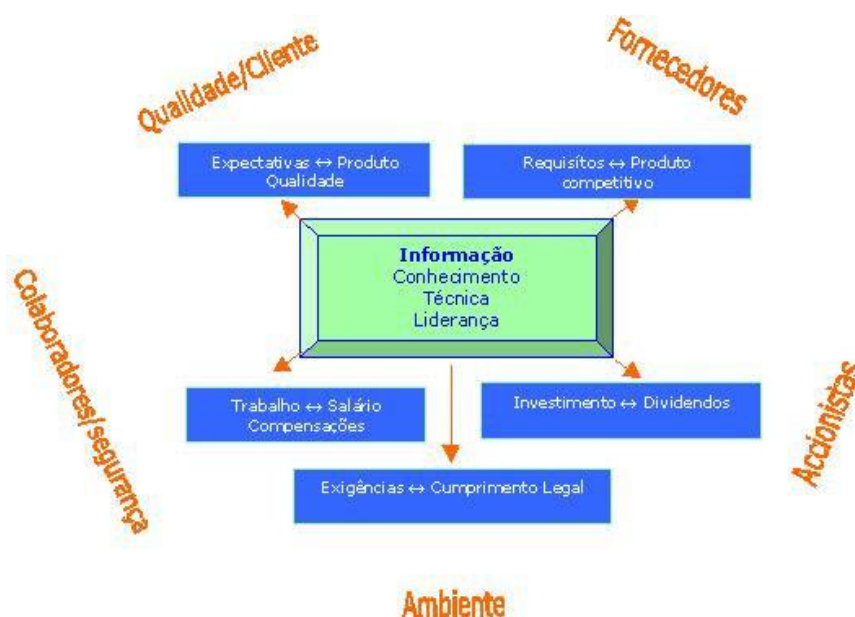 Qualidade/Cliente
Fornecedores
Expectativas ↔ Produto
Qualidade
Requisítos ↔ Produto
competitivo
Informação
Conhecimento
Técnica
Liderança
Colaboradores/segurança
Trabalho ↔ Salário
Compensações
Investimento ↔ Dividendos
Accionistas
Exigências ↔ Cumprimento Legal
Ambiente